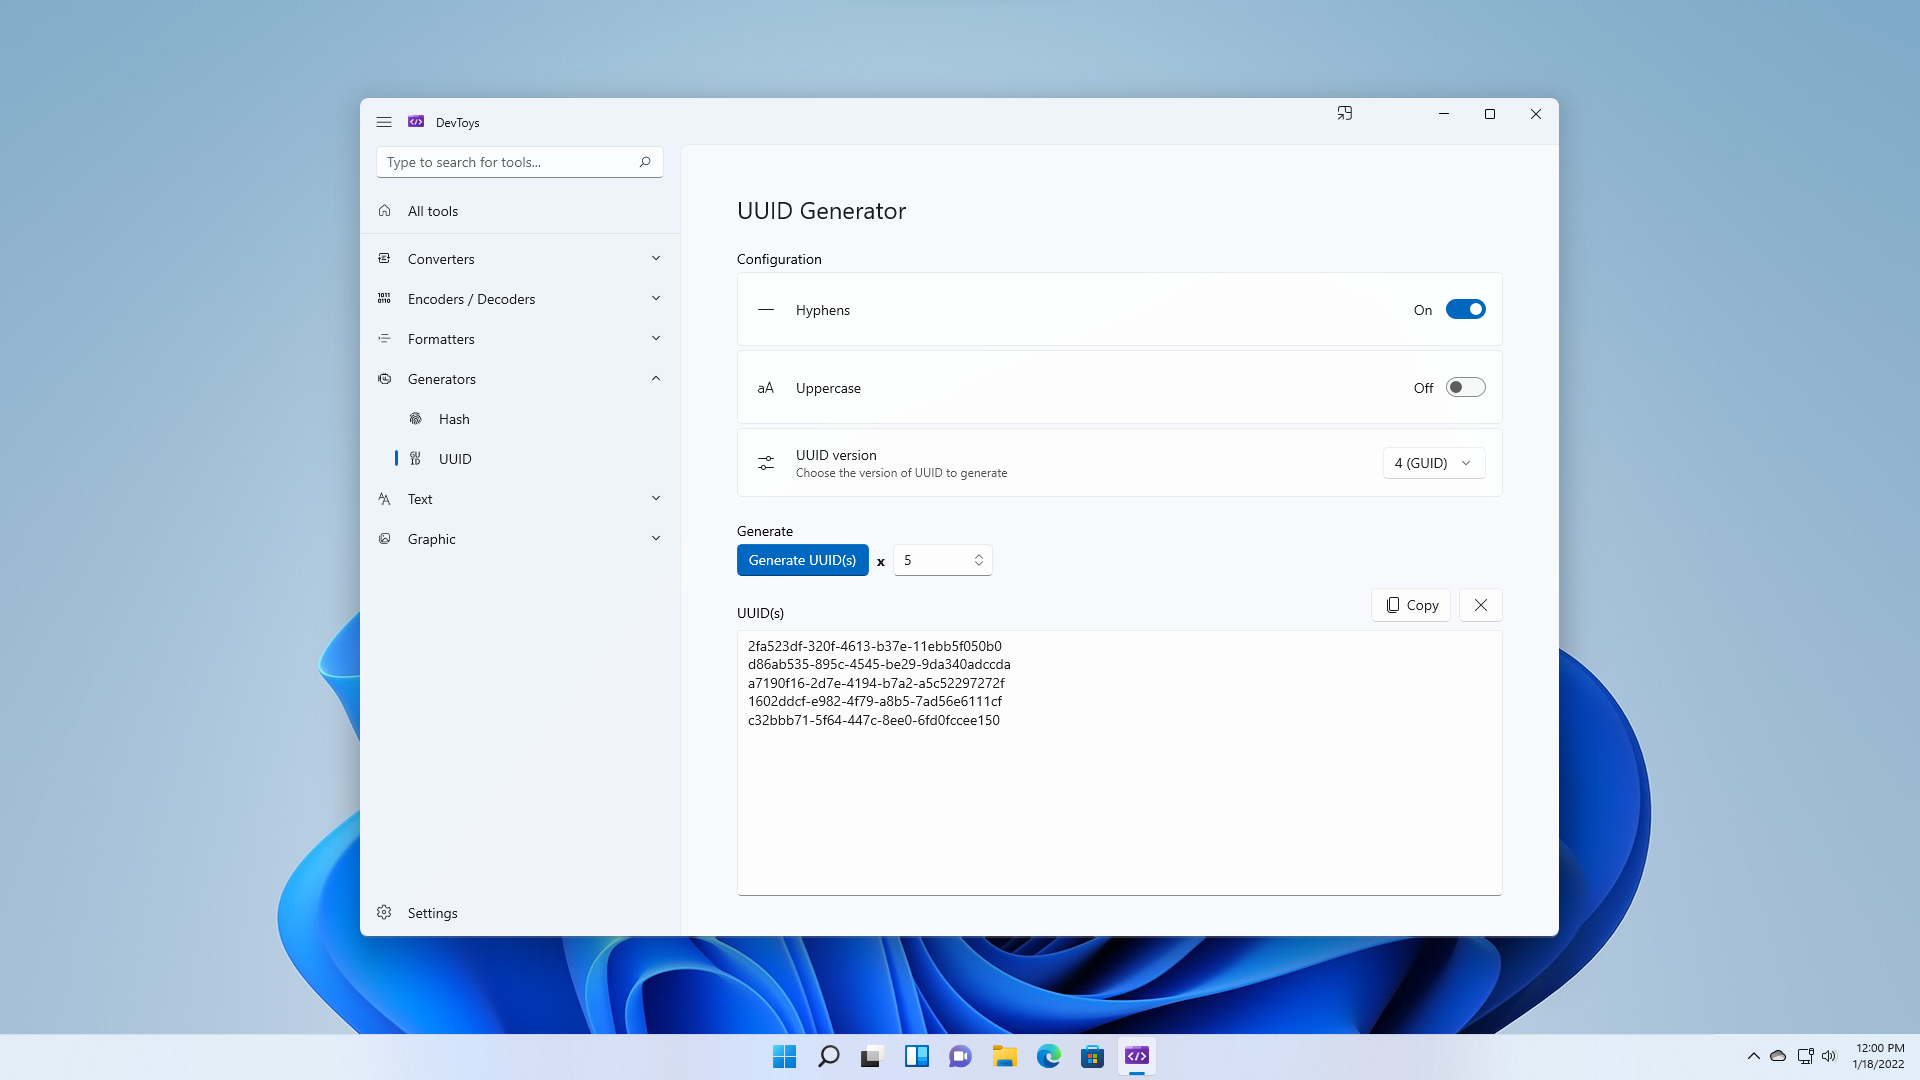 DevToys
Type to search for tools...
All tools
Converters
Encoders / Decoders
Formatters
Generators
Hash
UUID
Text
Graphic
Settings
UUID Generator
Configuration
Hyphens
On
aA
Uppercase
Off
UUID version
Choose the version of UUID to generate
4 (GUID)
Generate
Generate UUID(s)
x
5
UUID(s)
Copy
2fa523df-320f-4613-b37e-11ebb5f050b0
d86ab535-895c-4545-be29-9da340adccda
a7190f16-2d7e-4194-b7a2-a5c52297272f
1602ddcf-e982-4f79-a8b5-7ad56e6111cf
c32bbb71-5f64-447c-8ee0-6fd0fccee150
12:00 PM
1/18/2022